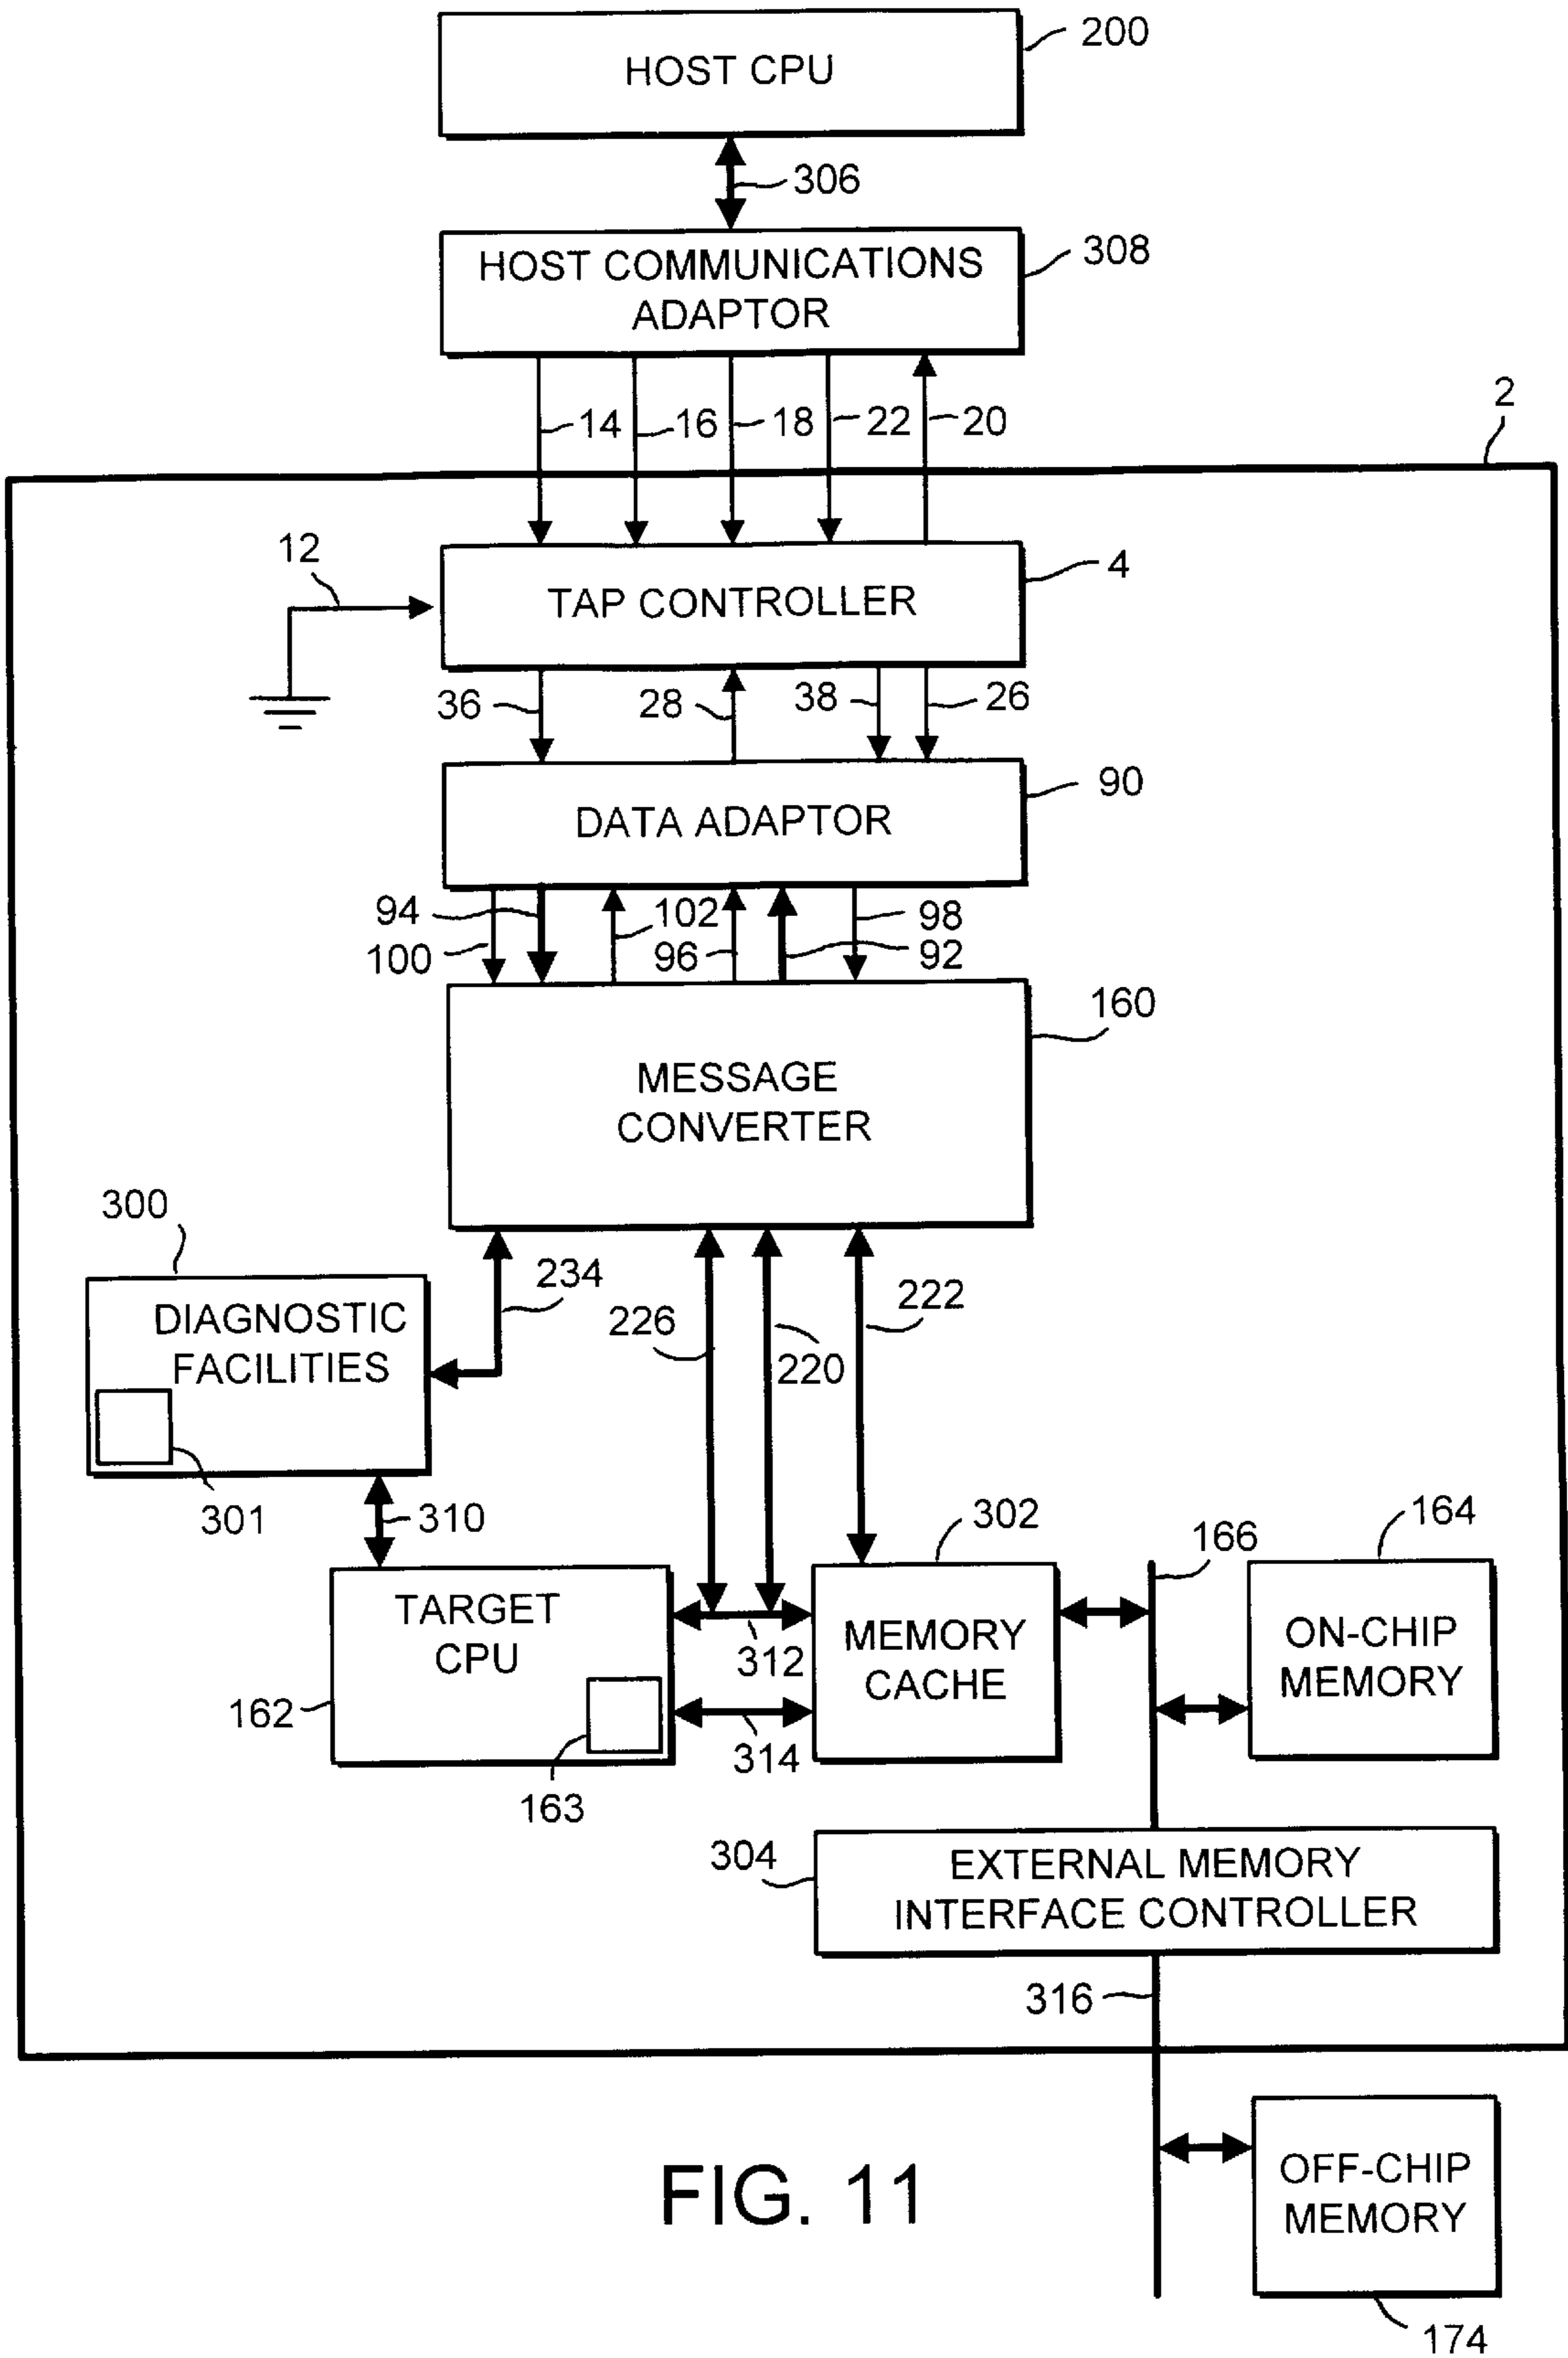 200
HOST CPU
306
HOST COMMUNICATIONS
ADAPTOR
308
14 16 18 22 20
2
12
TAP CONTROLLER
4
36 28 38 26
DATA ADAPTOR
90
94 102 98
100 96 92
160
MESSAGE
CONVERTER
300
234
DIAGNOSTIC
FACILITIES
226 220 222
301
310
302
166
164
TARGET
CPU
312
MEMORY
CACHE
ON-CHIP
MEMORY
162
314
163
304
EXTERNAL MEMORY
INTERFACE CONTROLLER
316
FIG. 11
OFF-CHIP
MEMORY
174